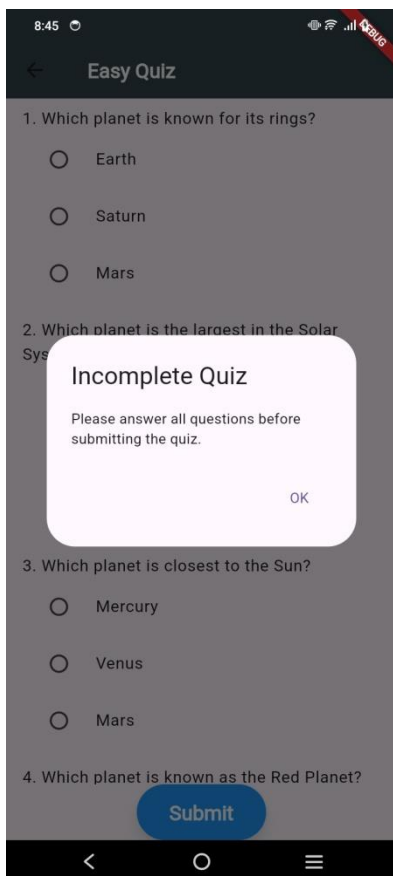 8:45
DEBUG
Easy Quiz
1. Which planet is known for its rings?
Earth
Saturn
Mars
2. Which planet is the largest in the Solar
Sys
Incomplete Quiz
Please answer all questions before
submitting the quiz.
OK
3. Which planet is closest to the Sun?
Mercury
Venus
Mars
4. Which planet is known as the Red Planet?
Submit